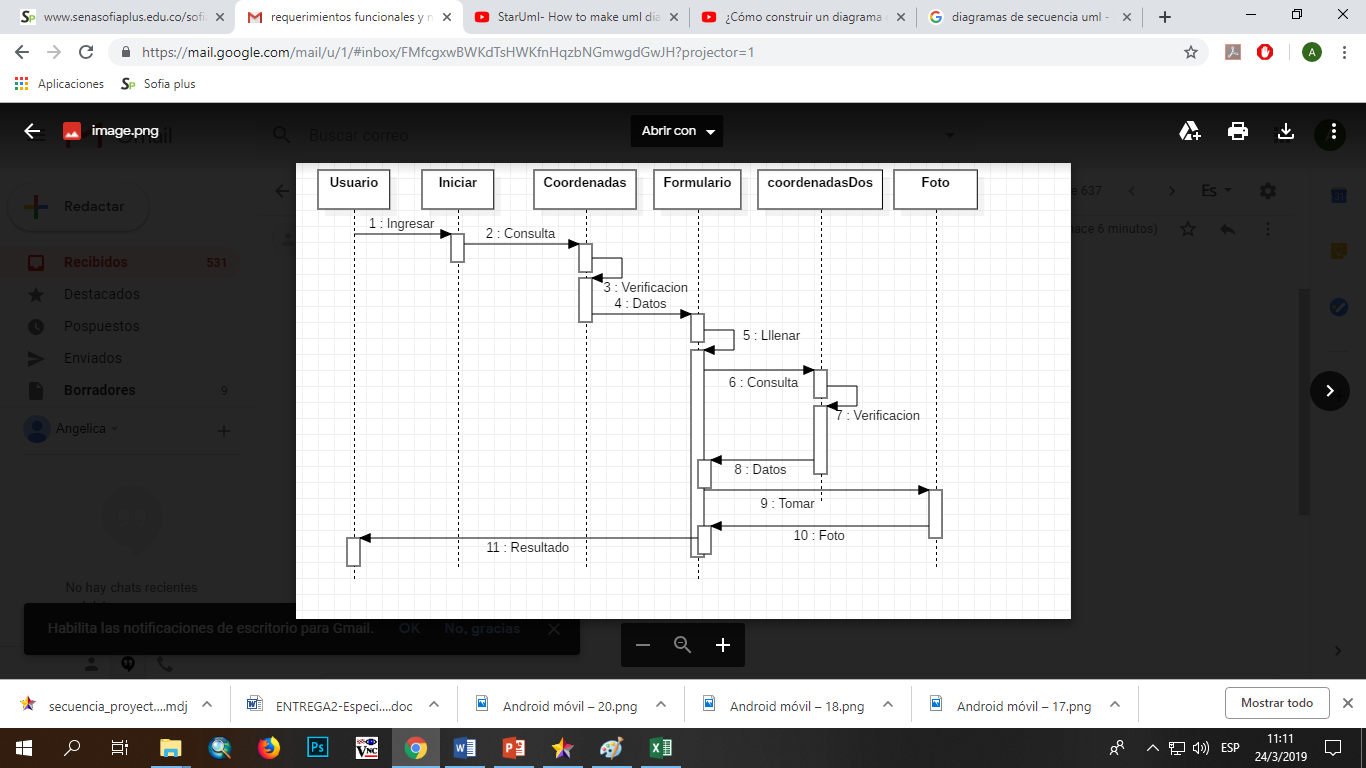 www.senasofiaplus.edu.co/sofi
requerimientos funcionales y n
StarUml- How to make uml dia
¿Cómo construir un diagrama
diagramas de secuencia uml -
https://mail.google.com/mail/u/1/#inbox/FMfcgxwBWKdTsHWKfnHqzbNGmwgdGwJH?projector=1
A
Aplicaciones
Sofia plus
image.png
Gmail
Buscar correo
Abrir con
Redactar
e 637
Es
hace 6 minutos)
Recibidos 531
Destacados
Pospuestos
Enviados
Borradores 9
Angelica
No hay chats recientes
Usuario
Iniciar
Coordenadas
Formulario
coordenadasDos
Foto
1 : Ingresar
2 : Consulta
3 : Verificacion
4 : Datos
5 : Lllenar
6 : Consulta
7 : Verificacion
8 : Datos
9 : Tomar
10 : Foto
11 : Resultado
Habilita las notificaciones de escritorio para Gmail. OK No, gracias
secuencia_proyect....mdj
ENTREGA2-Especi....doc
Android móvil – 20.png
Android móvil – 18.png
Android móvil – 17.png
Mostrar todo
ESP
11:11
24/3/2019